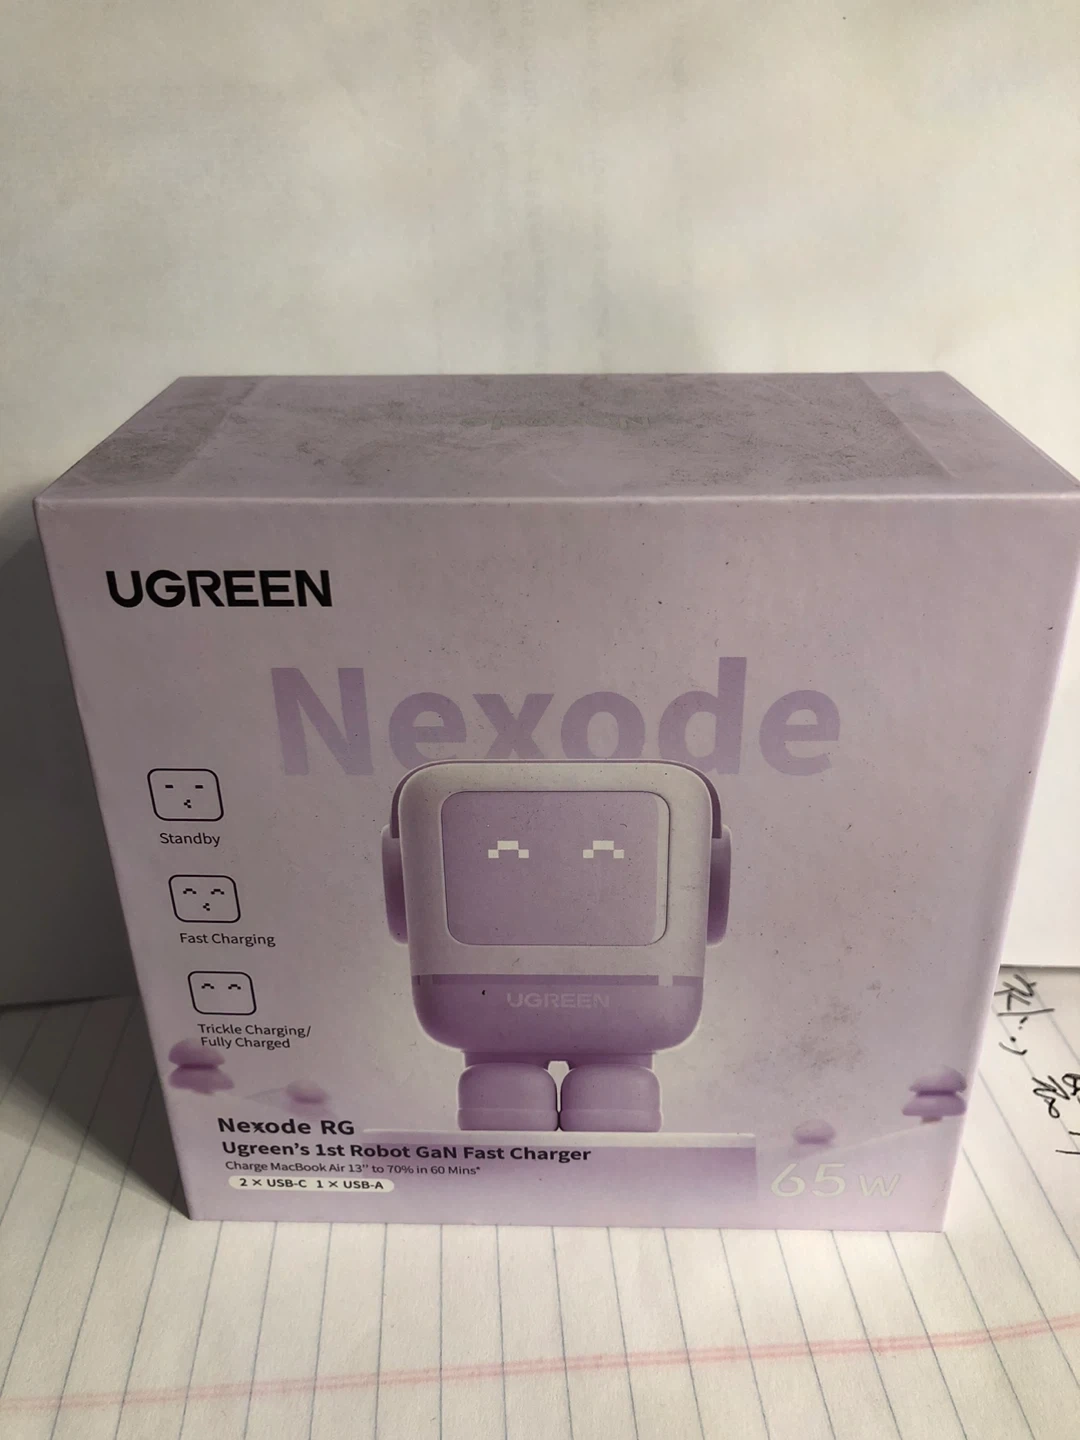 UGREEN
Nexode
Standby
Fast Charging
Trickle Charging/
Fully Charged
UGREEN
Nexode RG
Ugreen's 1st Robot GaN Fast Charger
Charge MacBook Air 13'' to 70% in 60 Mins*
2 × USB-C 1 × USB-A
65W